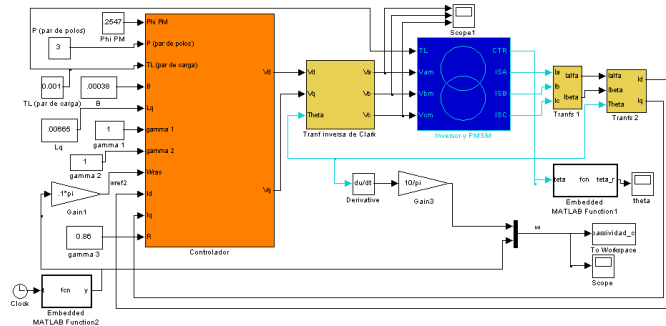 P (par de polos)
.2547
Phi PM
3
0.001
TL (par de carga)
.00038
B
.00665
Lq
1
gamma 1
1
gamma 2
.1*pi
Gain1
wref2
0.86
gamma 3
Clock
t
fcn
y
Embedded
MATLAB Function2
Phi PM
P (par de polos)
TL (par de carga)
B
Lq
gamma 1
gamma 2
Wras
Id
Iq
R
Vd
Vq
Controlador
Vd
Vq
Theta
Va
Vb
Vc
Tranf inversa de Clark
Scope1
TL
Vam
Vbm
Vcm
CTR
ISA
ISB
ISC
Inversor y PMSM
Ia
Ib
Ic
Ialfa
Ibeta
Tranfs 1
Ialfa
Ibeta
Theta
Id
Iq
Tranfs 2
du/dt
Derivative
10/pi
Gain3
teta
fcn
teta_r
Embedded
MATLAB Function1
theta
passividad_c
To Workspace
Scope